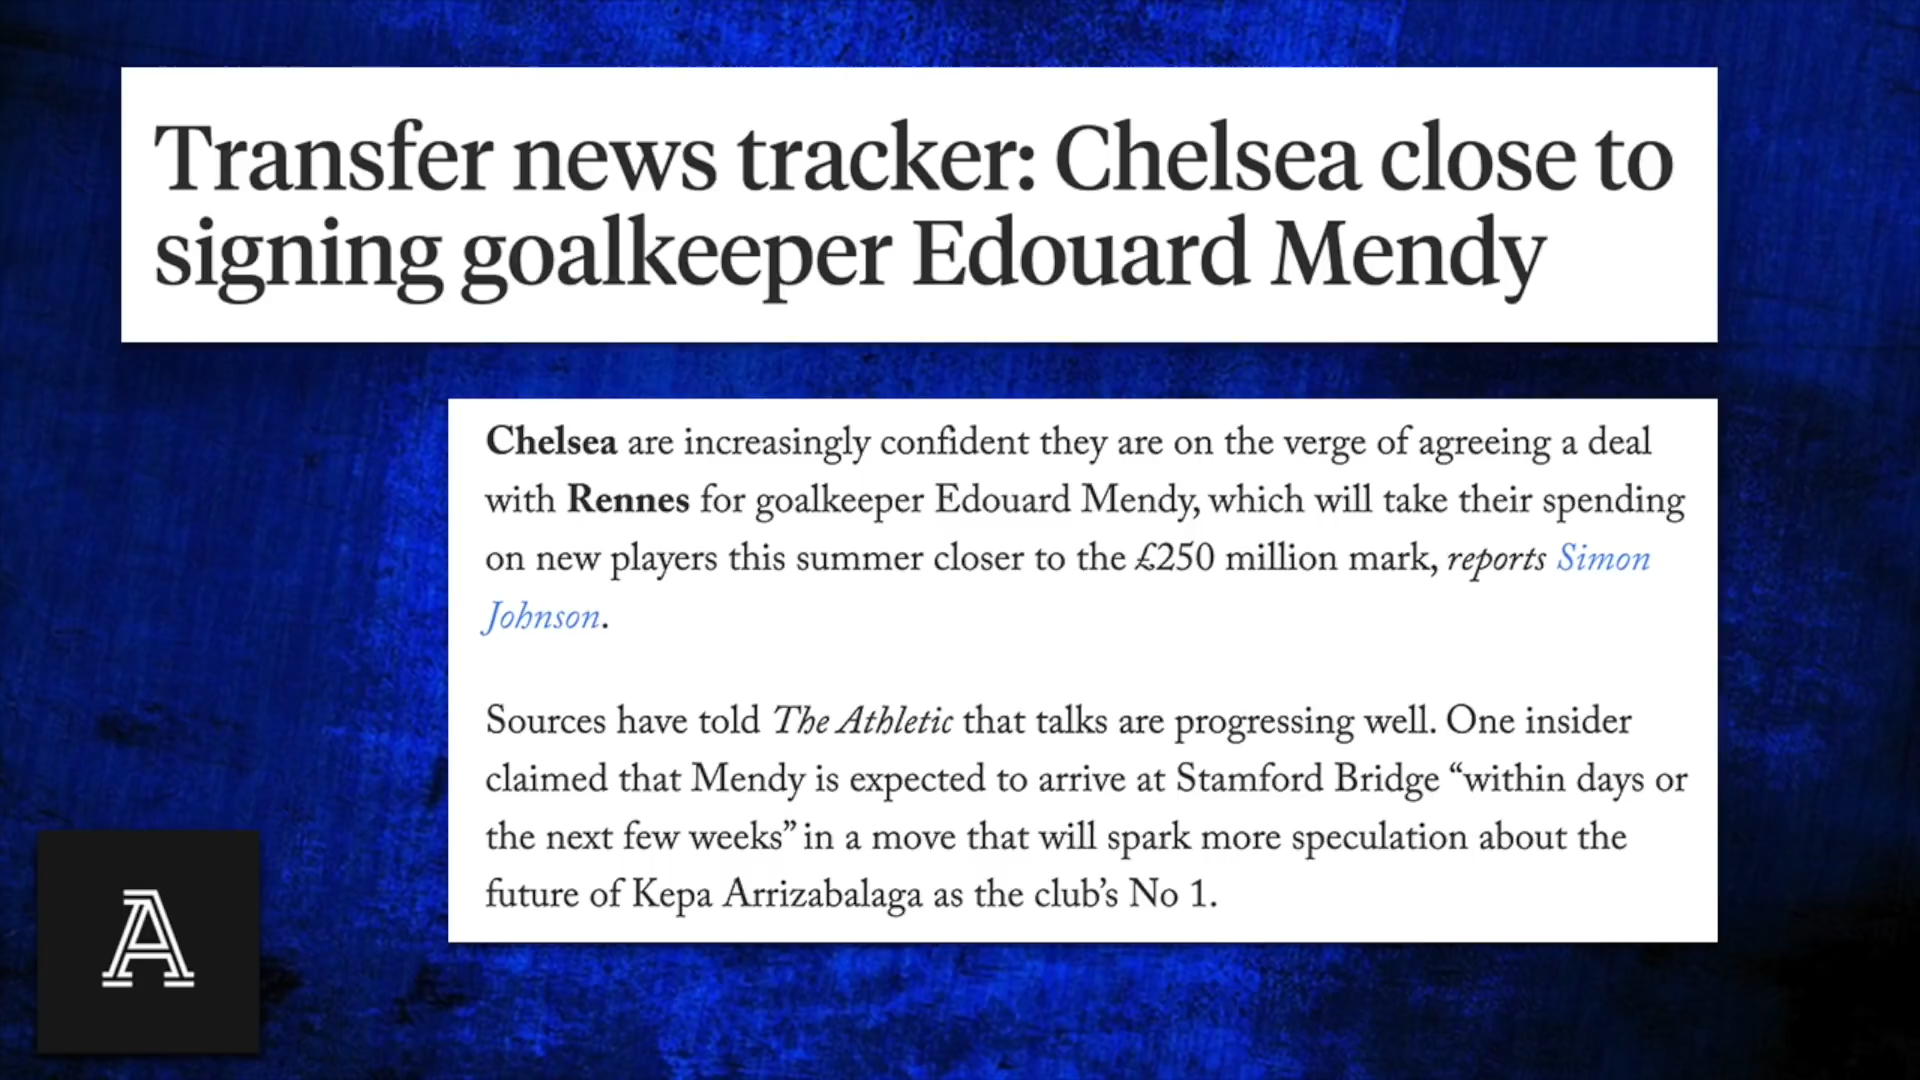 Transfer news tracker: Chelsea close to
signing goalkeeper Edouard Mendy
Chelsea are increasingly confident they are on the verge of agreeing a deal
with Rennes for goalkeeper Edouard Mendy, which will take their spending
on new players this summer closer to the £250 million mark, reports Simon
Johnson.
Sources have told The Athletic that talks are progressing well. One insider
claimed that Mendy is expected to arrive at Stamford Bridge “within days or
the next few weeks” in a move that will spark more speculation about the
future of Kepa Arrizabalaga as the club’s No 1.
A